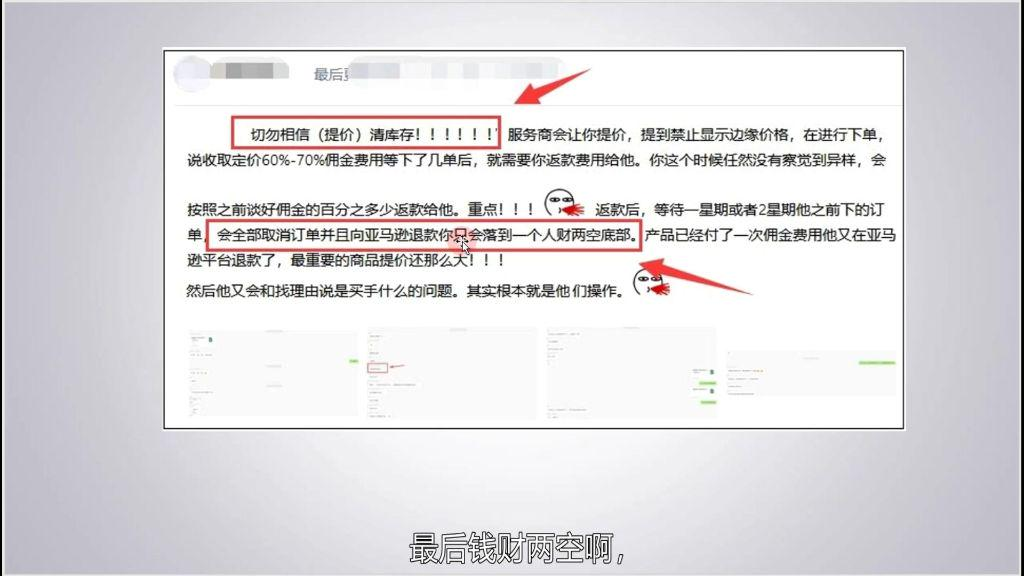 最后
切勿相信（提价）清库存！！！！！！ 服务商会让你提价，提到禁止显示边缘价格，在进行下单，
说收取定价60%-70%佣金费用等下了几单后，就需要你返款费用给他。你这个时候任然没有察觉到异样，会
按照之前谈好佣金的百分之多少返款给他。重点！！！ 返款后，等待一星期或者2星期他之前下的订
单，会全部取消订单并且向亚马逊退款你只会落到一个人财两空底部。产品已经付了一次佣金费用他又在亚马
逊平台退款了，最重要的商品提价还那么大！！！
然后他又会和找理由说是买手什么的问题。其实根本就是他们操作。
最后钱财两空啊，